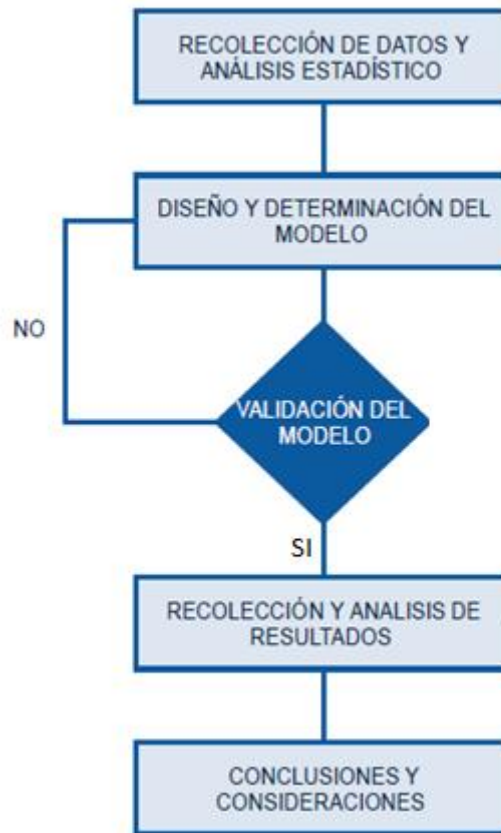 RECOLECCIÓN DE DATOS Y
ANÁLISIS ESTADÍSTICO
DISEÑO Y DETERMINACIÓN DEL
MODELO
NO
VALIDACIÓN DEL
MODELO
SI
RECOLECCIÓN Y ANALISIS DE
RESULTADOS
CONCLUSIONES Y
CONSIDERACIONES